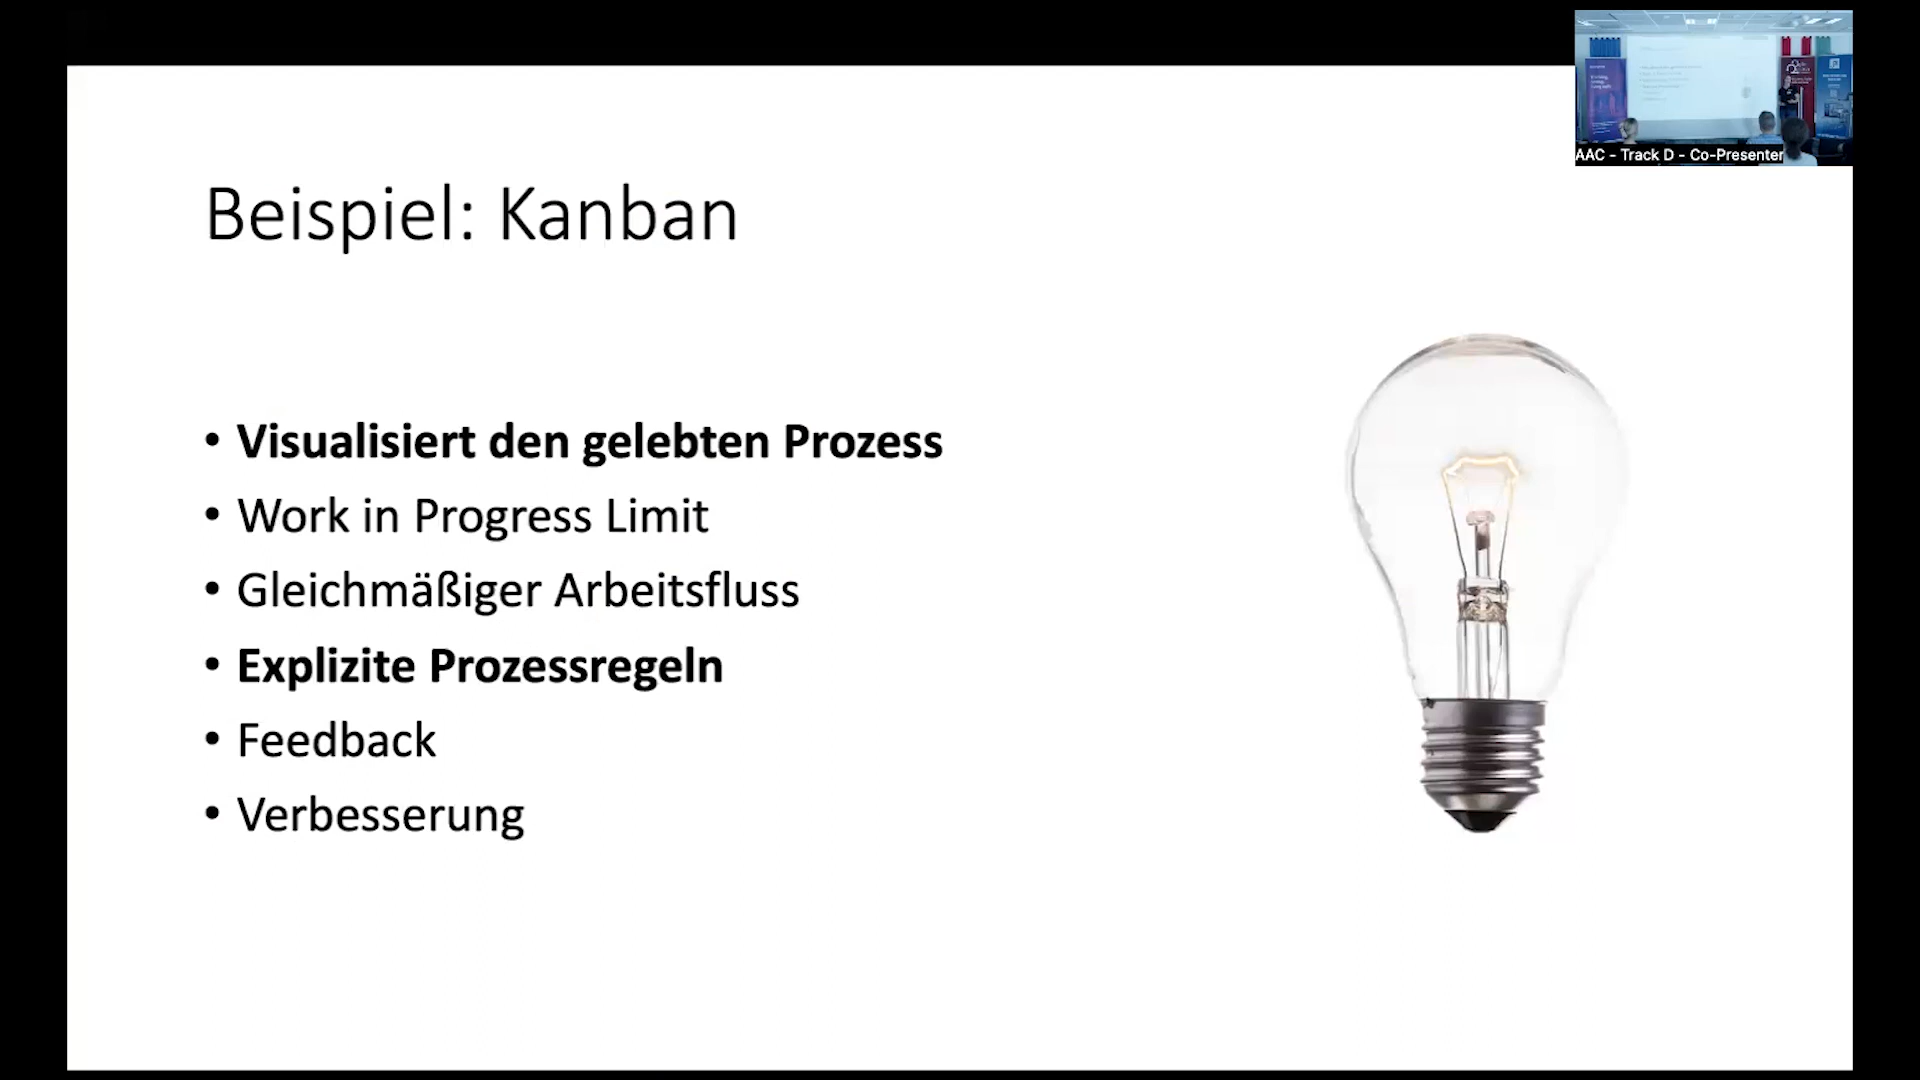 AAC - Track D - Co-Presenter
Beispiel: Kanban
• Visualisiert den gelebten Prozess
• Work in Progress Limit
• Gleichmäßiger Arbeitsfluss
• Explizite Prozessregeln
• Feedback
• Verbesserung